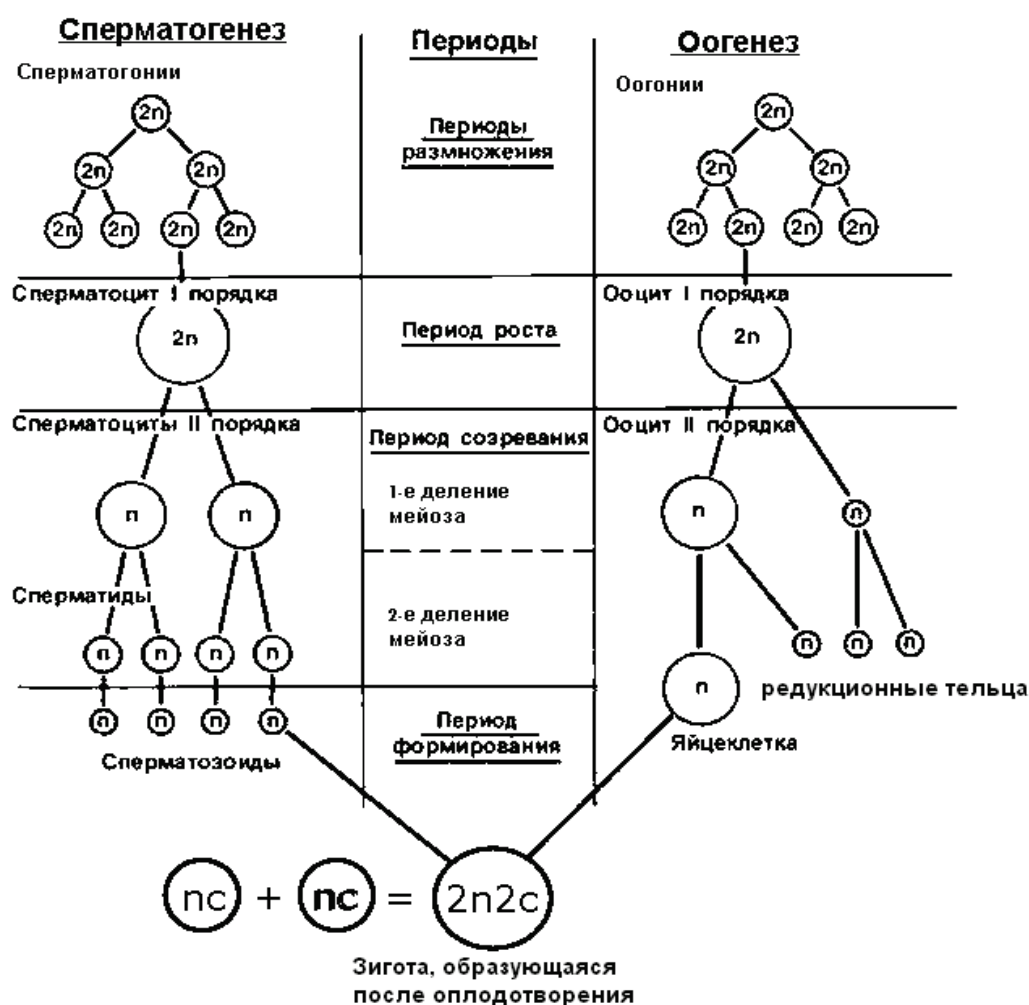 Сперматогенез
Периоды
Оогенез
Сперматогонии
Оогонии
2n
2n
2n
2n
2n
2n
2n
Периоды
размножения
2n
2n
2n
2n
2n
2n
2n
Сперматоцит I порядка
Ооцит I порядка
2n
Период роста
2n
Сперматоциты II порядка
Период созревания
Ооцит II порядка
n
n
1-е деление
мейоза
n
n
Сперматиды
n
n
n
n
2-е деление
мейоза
n
n
n
n
редукционные тельца
n
n
n
n
Период
формирования
Яйцеклетка
Сперматозоиды
nc + nc = 2n2c
Зигота, образующаяся
после оплодотворения